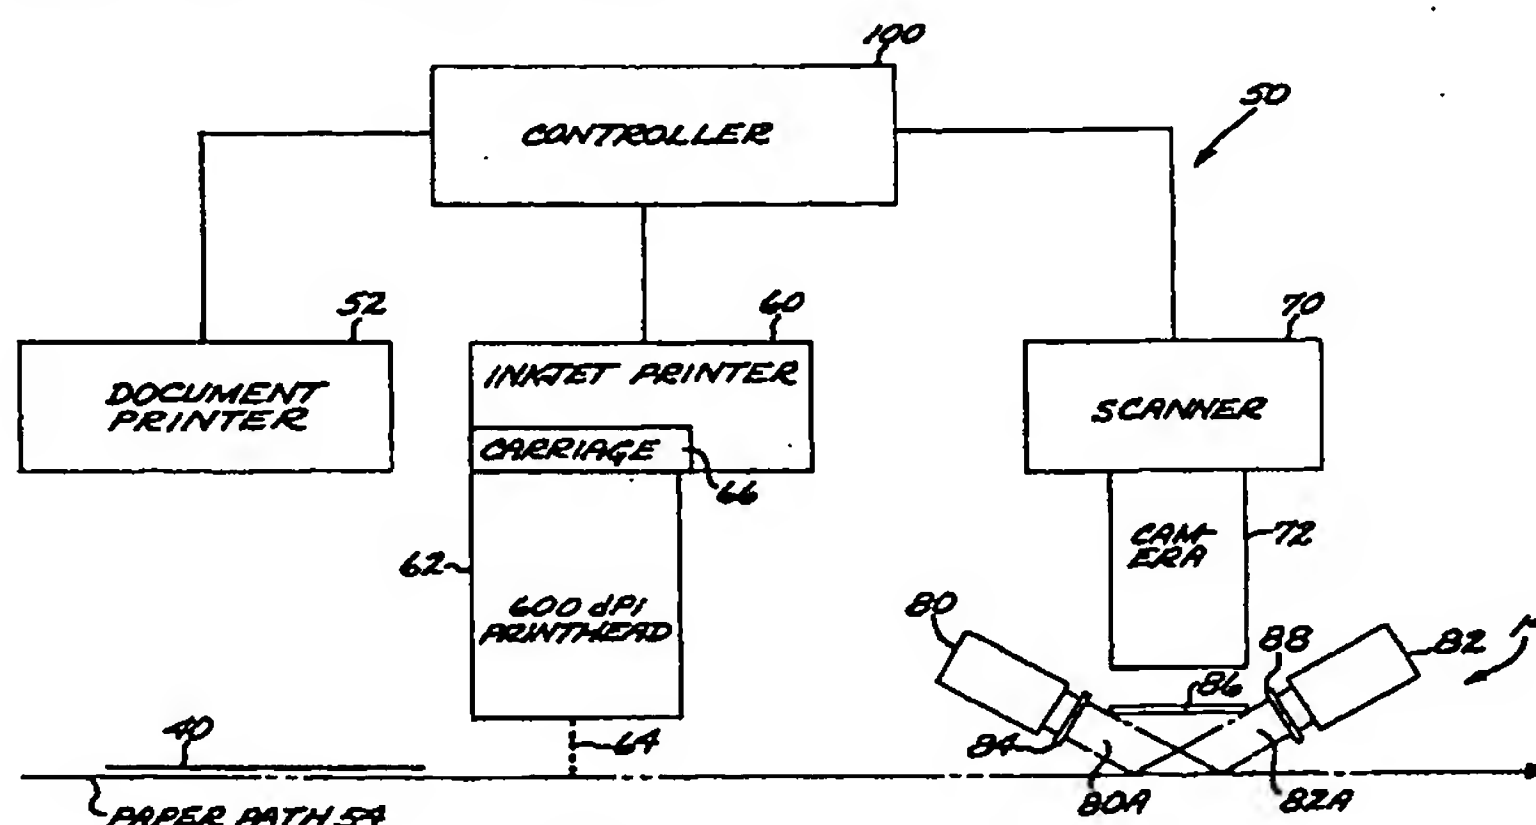 100
50
CONTROLLER
52
60
70
DOCUMENT
PRINTER
INKJET PRINTER
SCANNER
CARRIAGE
66
62
72
CAM-
ERA
600 dPi
PRINTHEAD
80
88
82
86
40
64
84
80A
82A
PAPER PATH 54